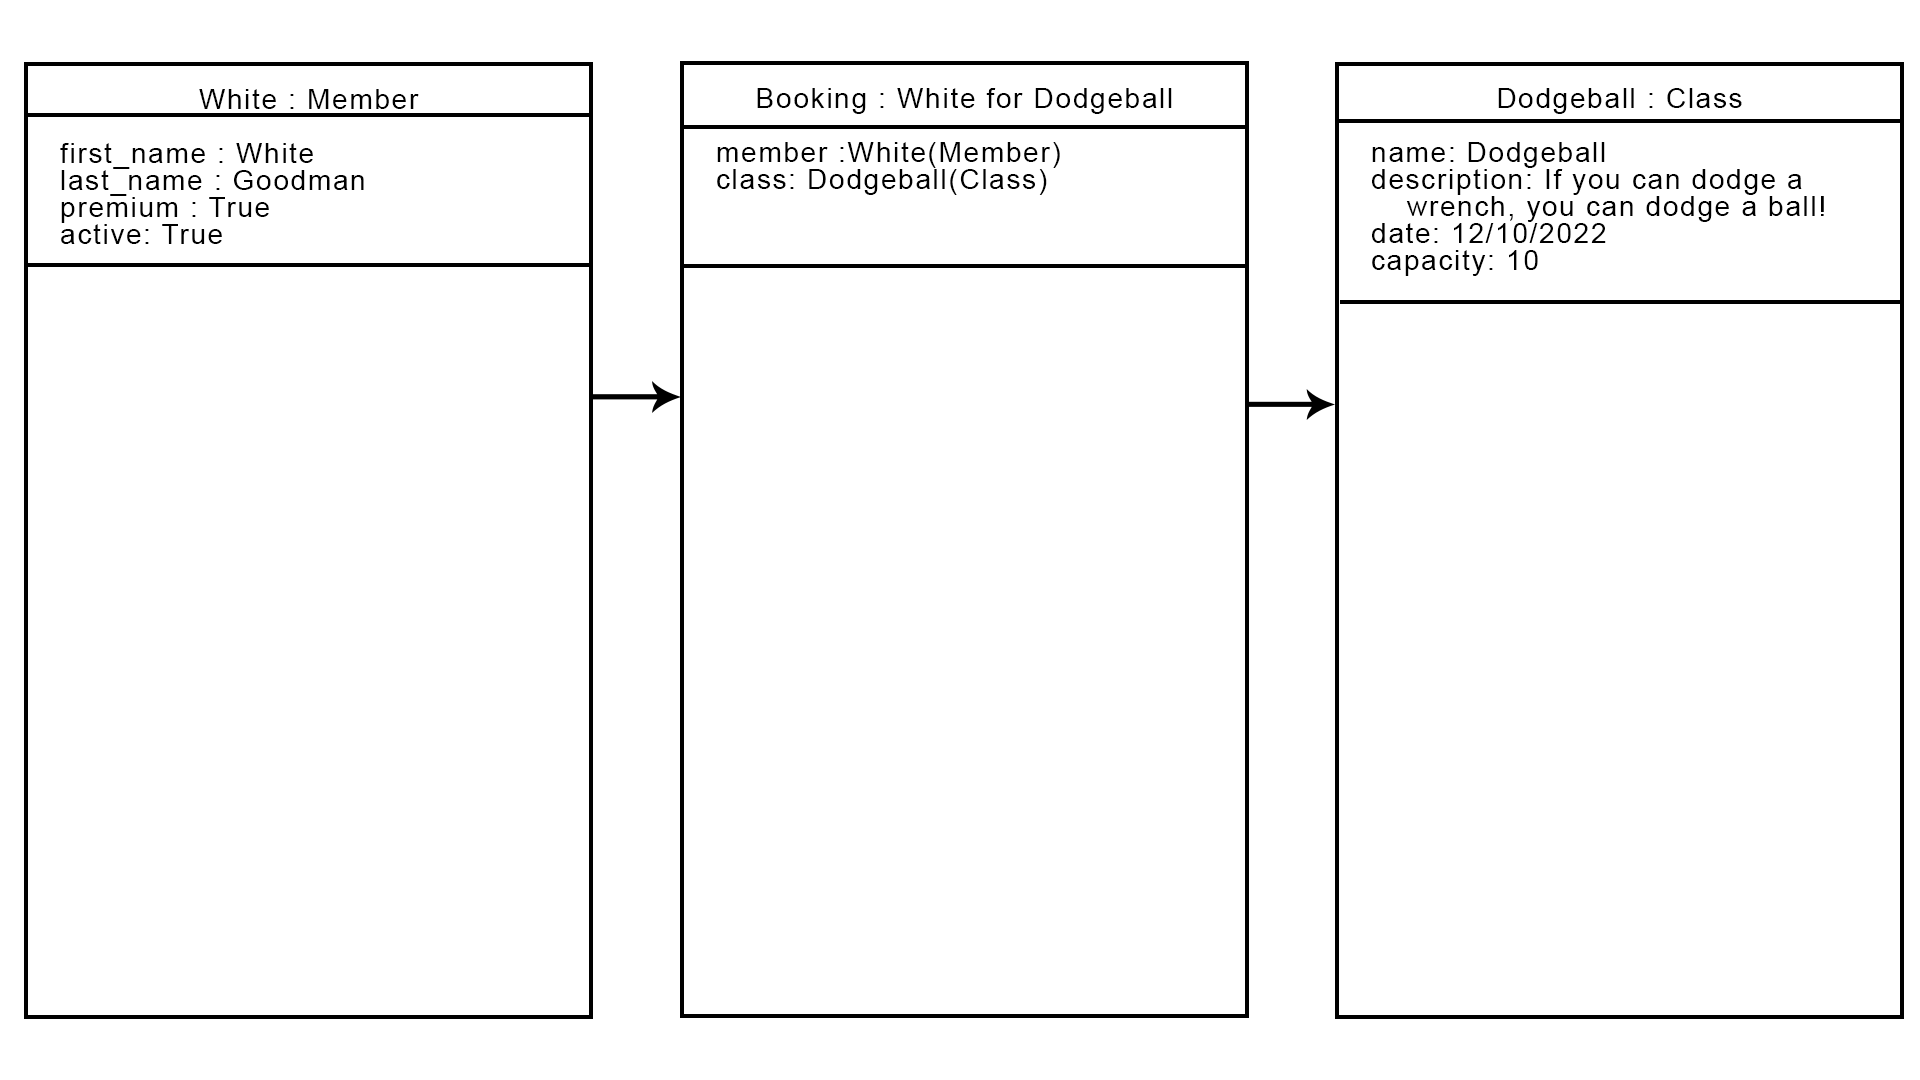 White : Member
first_name : White
last_name : Goodman
premium : True
active: True
Booking : White for Dodgeball
member :White(Member)
class: Dodgeball(Class)
Dodgeball : Class
name: Dodgeball
description: If you can dodge a
wrench, you can dodge a ball!
date: 12/10/2022
capacity: 10